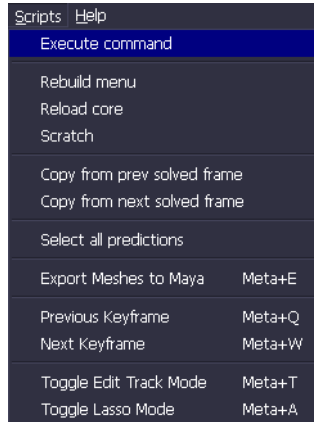 Scripts Help
Execute command
Rebuild menu
Reload core
Scratch
Copy from prev solved frame
Copy from next solved frame
Select all predictions
Export Meshes to Maya Meta+E
Previous Keyframe Meta+Q
Next Keyframe Meta+W
Toggle Edit Track Mode Meta+T
Toggle Lasso Mode Meta+A